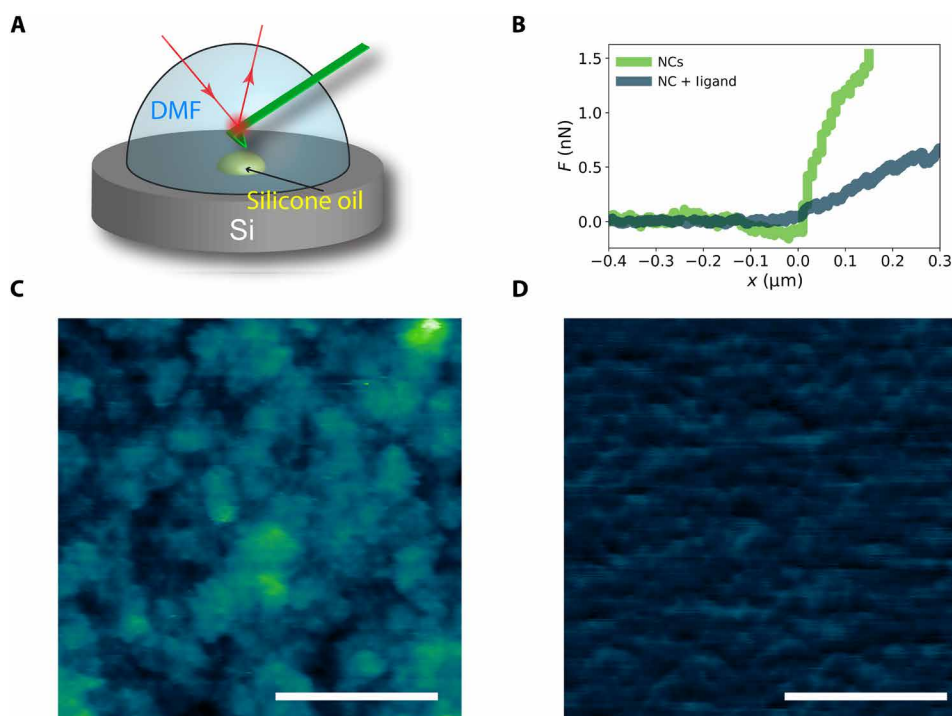 A
DMF
Silicone oil
Si
B
NCs
NC + ligand
1.5
1.0
0.5
0.0
F (nN)
−0.4 −0.3 −0.2 −0.1 0.0 0.1 0.2 0.3
x (µm)
C
D